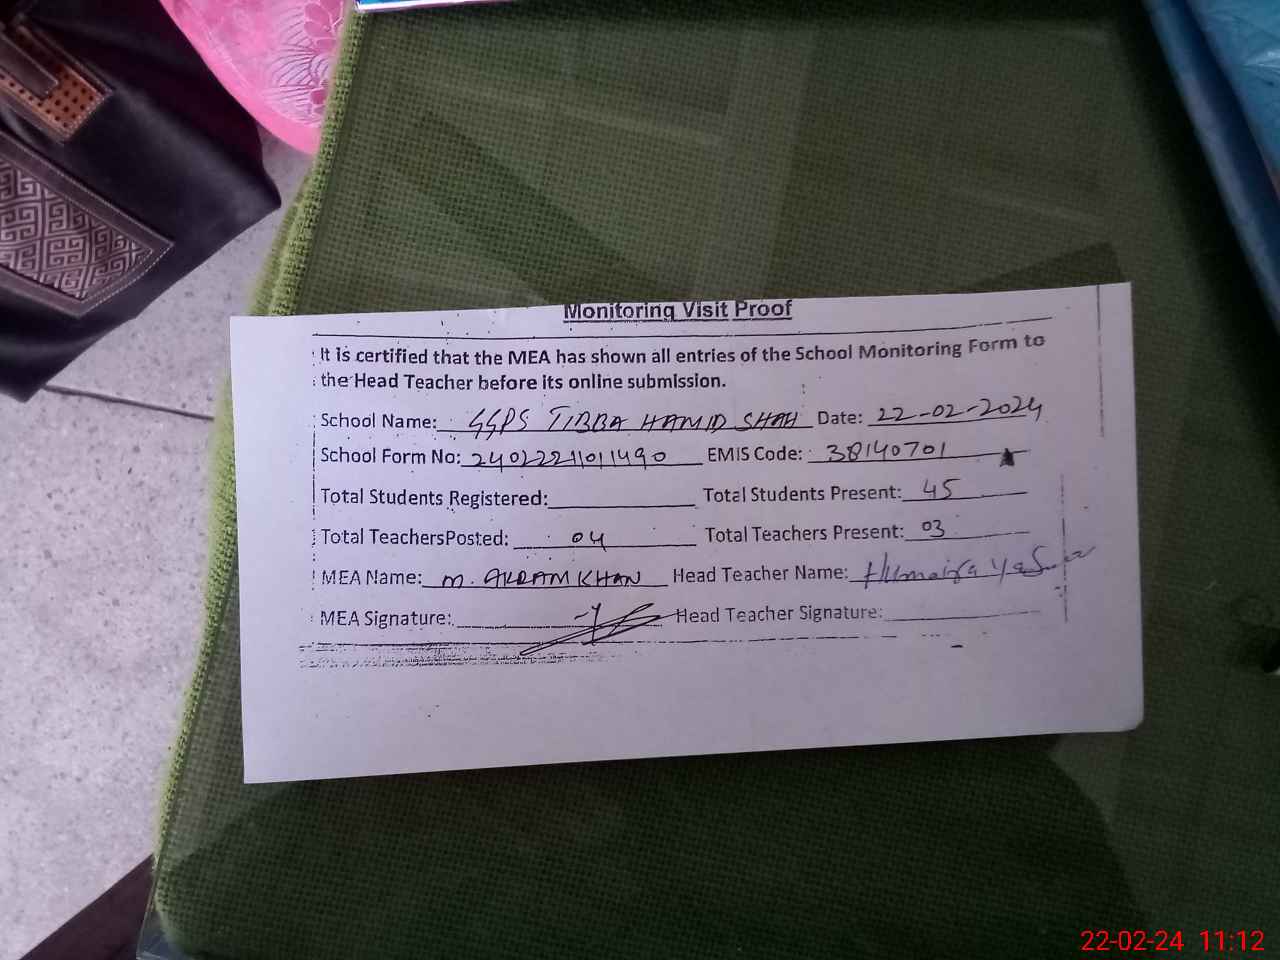 Monitoring Visit Proof
It is certified that the MEA has shown all entries of the School Monitoring Form to
the Head Teacher before its online submission.
School Name: GGPS TIBBA HAMID SHAH Date: 22-02-2024
School Form No: 2402221011490 EMIS Code: 38140701
Total Students Registered: Total Students Present: 45
Total TeachersPosted: 04 Total Teachers Present: 03
MEA Name: M. AKRAM KHAN Head Teacher Name: Humaira
MEA Signature: Head Teacher Signature:
22-02-24 11:12